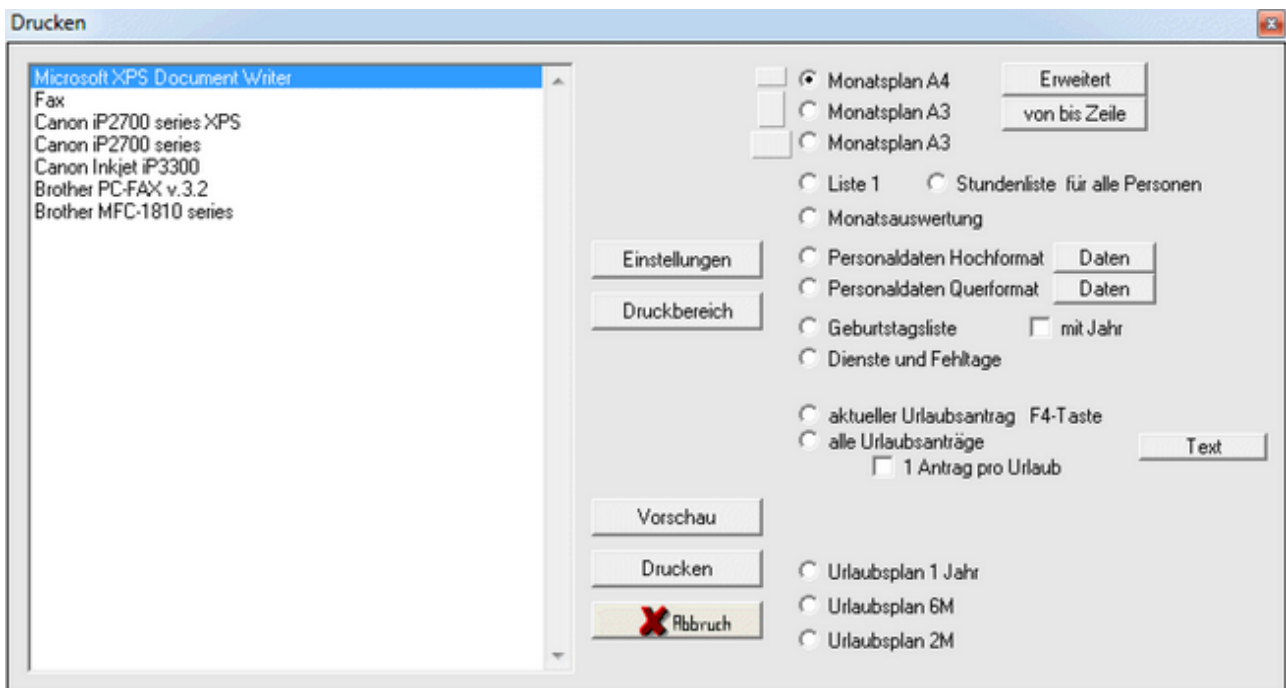 Drucken
Microsoft XPS Document Writer
Fax
Canon iP2700 series XPS
Canon iP2700 series
Canon Inkjet iP3300
Brother PC-FAX v.3.2
Brother MFC-1810 series
Einstellungen
Druckbereich
Vorschau
Drucken
Abbruch
Monatsplan A4 Erweitert
Monatsplan A3 von bis Zeile
Monatsplan A3
Liste 1 Stundenliste für alle Personen
Monatsauswertung
Personaldaten Hochformat Daten
Personaldaten Querformat Daten
Geburtstagsliste mit Jahr
Dienste und Fehltage
aktueller Urlaubsantrag F4-Taste
alle Urlaubsanträge Text
1 Antrag pro Urlaub
Urlaubsplan 1 Jahr
Urlaubsplan 6M
Urlaubsplan 2M